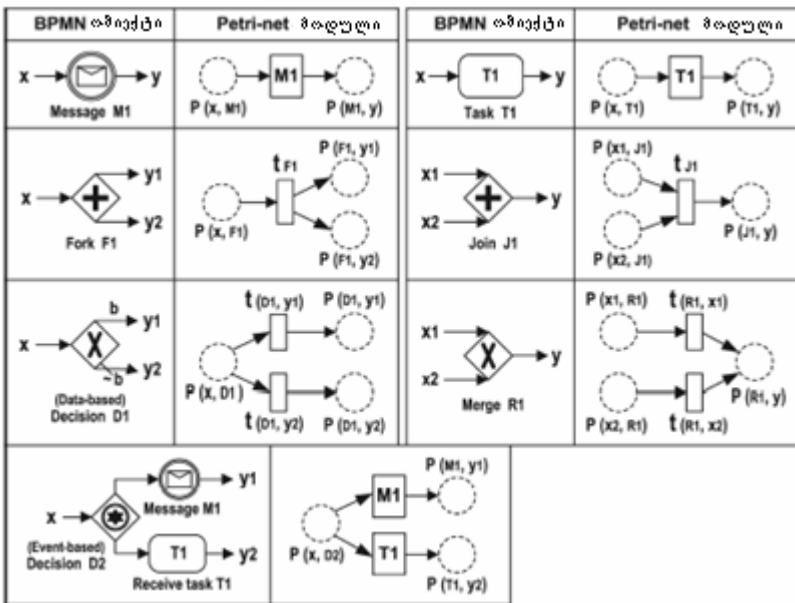 BPMN ობიექტი
Petri-net მოდული
BPMN ობიექტი
Petri-net მოდული
x
y
Message M1
M1
P (x, M1)
P (M1, y)
x
T1
y
Task T1
T1
P (x, T1)
P (T1, y)
x
y1
y2
Fork F1
t F1
P (F1, y1)
P (x, F1)
P (F1, y2)
x1
x2
y
Join J1
P (x1, J1)
t J1
P (J1, y)
P (x2, J1)
b
x
y1
y2
~b
(Data-based)
Decision D1
t (D1, y1)
P (D1, y1)
P (x, D1)
t (D1, y2)
P (D1, y2)
x1
x2
y
Merge R1
P (x1, R1)
t (R1, x1)
P (R1, y)
P (x2, R1)
t (R1, x2)
y1
Message M1
x
(Event-based)
Decision D2
T1
y2
Receive task T1
P (M1, y1)
M1
P (x, D2)
T1
P (T1, y2)